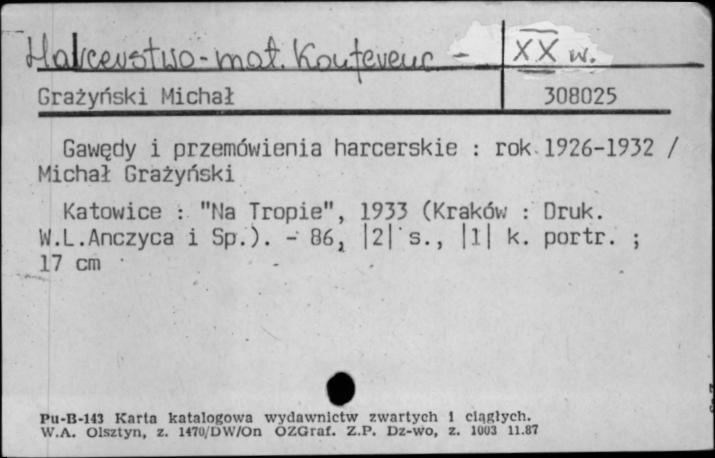 Harcerstwo - mat. Konferenc - XX w.
Grażyński Michał 308025
Gawędy i przemówienia harcerskie : rok 1926-1932 /
Michał Grażyński
Katowice : "Na Tropie", 1933 (Kraków : Druk.
W.L.Anczyca i Sp.). - 86, |2| s., |1| k. portr. ;
17 cm
Pu-B-143 Karta katalogowa wydawnictw zwartych i ciągłych.
W.A. Olsztyn, z. 1470/DW/On OZGraf. Z.P. Dz-wo, z. 1003 11.87